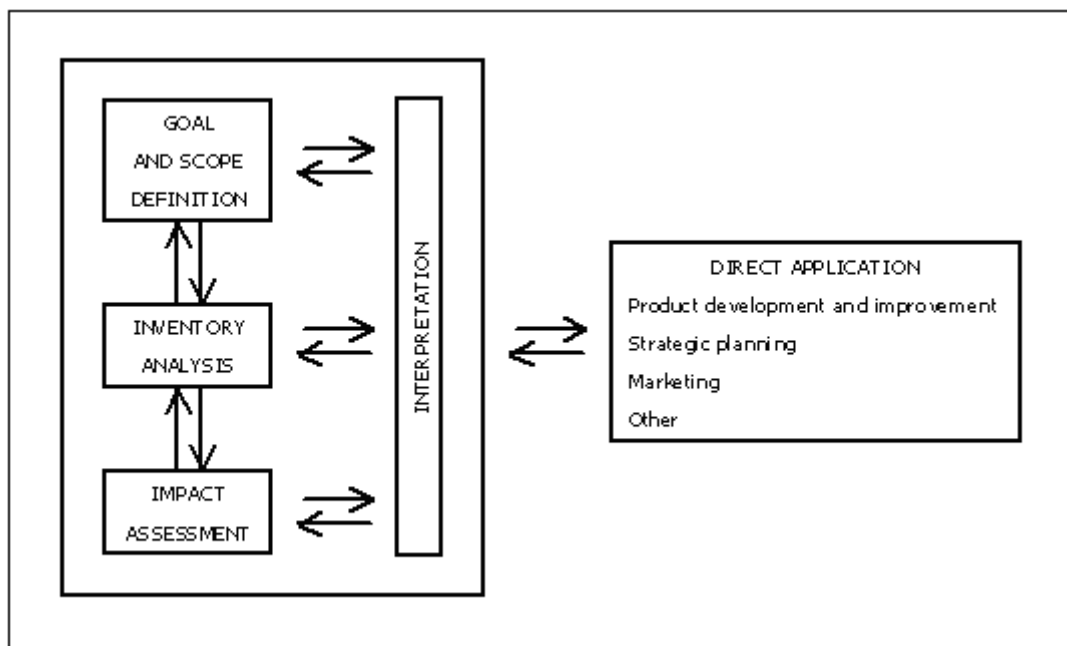 GOAL
AND SCOPE
DEFINITION
INVENTORY
ANALYSIS
IMPACT
ASSESSMENT
INTERPRETATION
DIRECT APPLICATION
Product development and improvement
Strategic planning
Marketing
Other